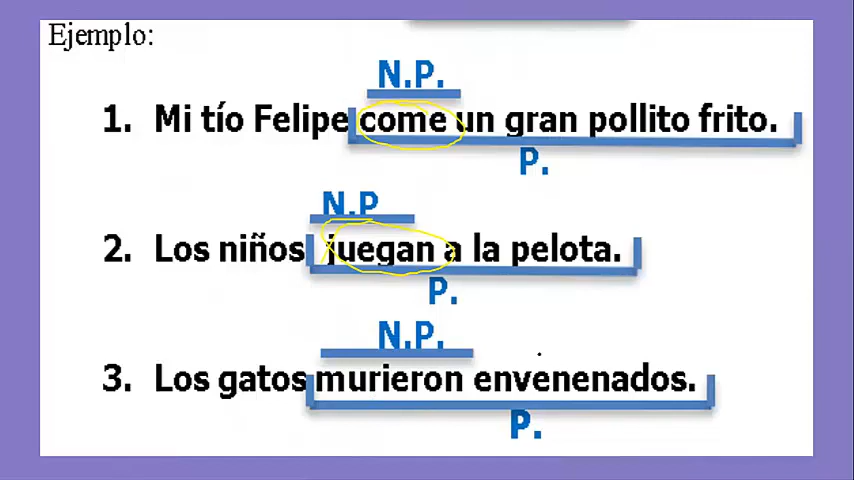 Ejemplo:
N.P.
1. Mi tío Felipe come un gran pollito frito.
P.
N.P
2. Los niños juegan a la pelota.
P.
N.P.
3. Los gatos murieron envenenados.
P.